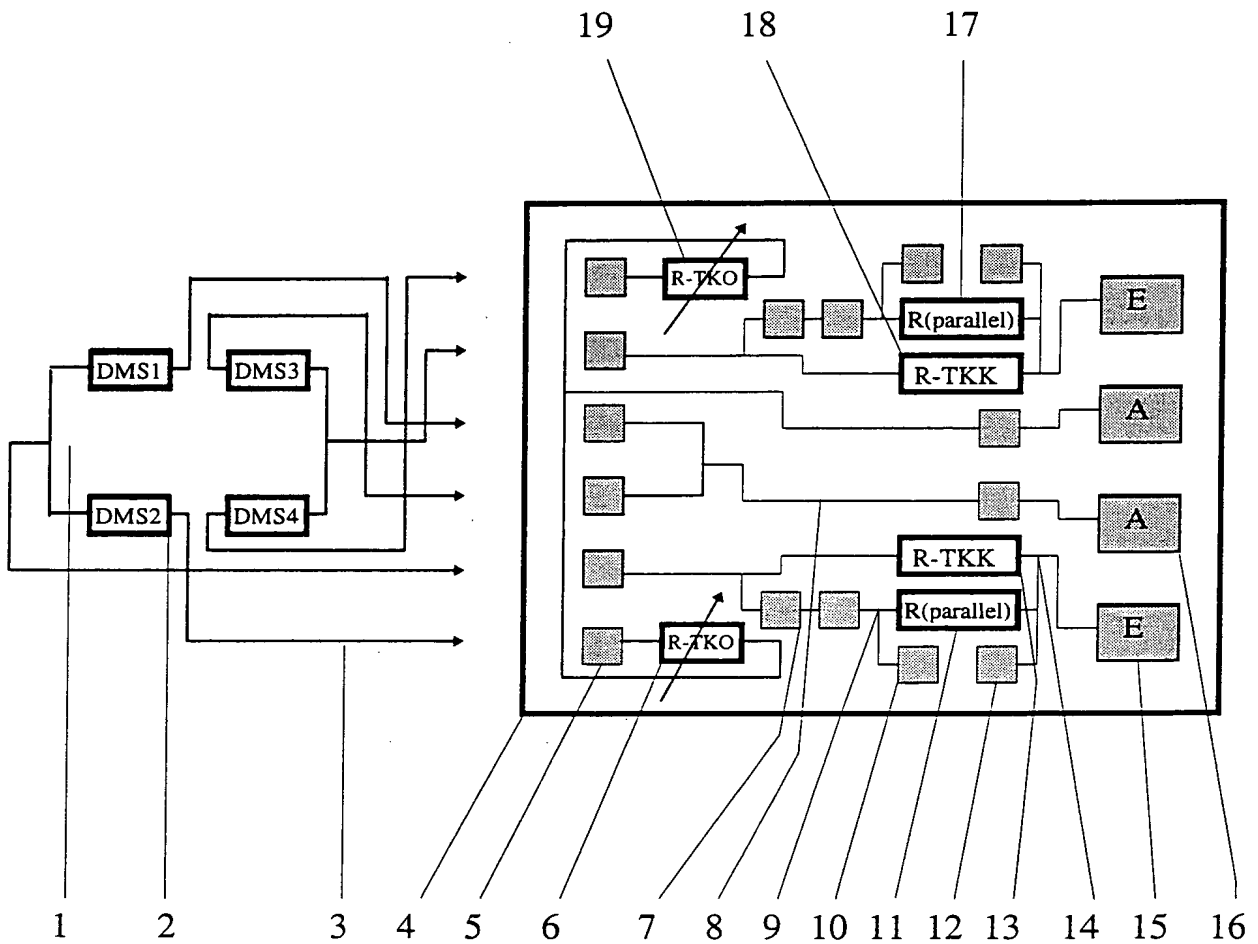 19 18 17
R-TKO
E
R(parallel)
DMS1 DMS3
R-TKK
A
DMS2 DMS4
A
R-TKK
R(parallel)
E
R-TKO
1 2 3 4 5 6 7 8 9 10 11 12 13 14 15 16